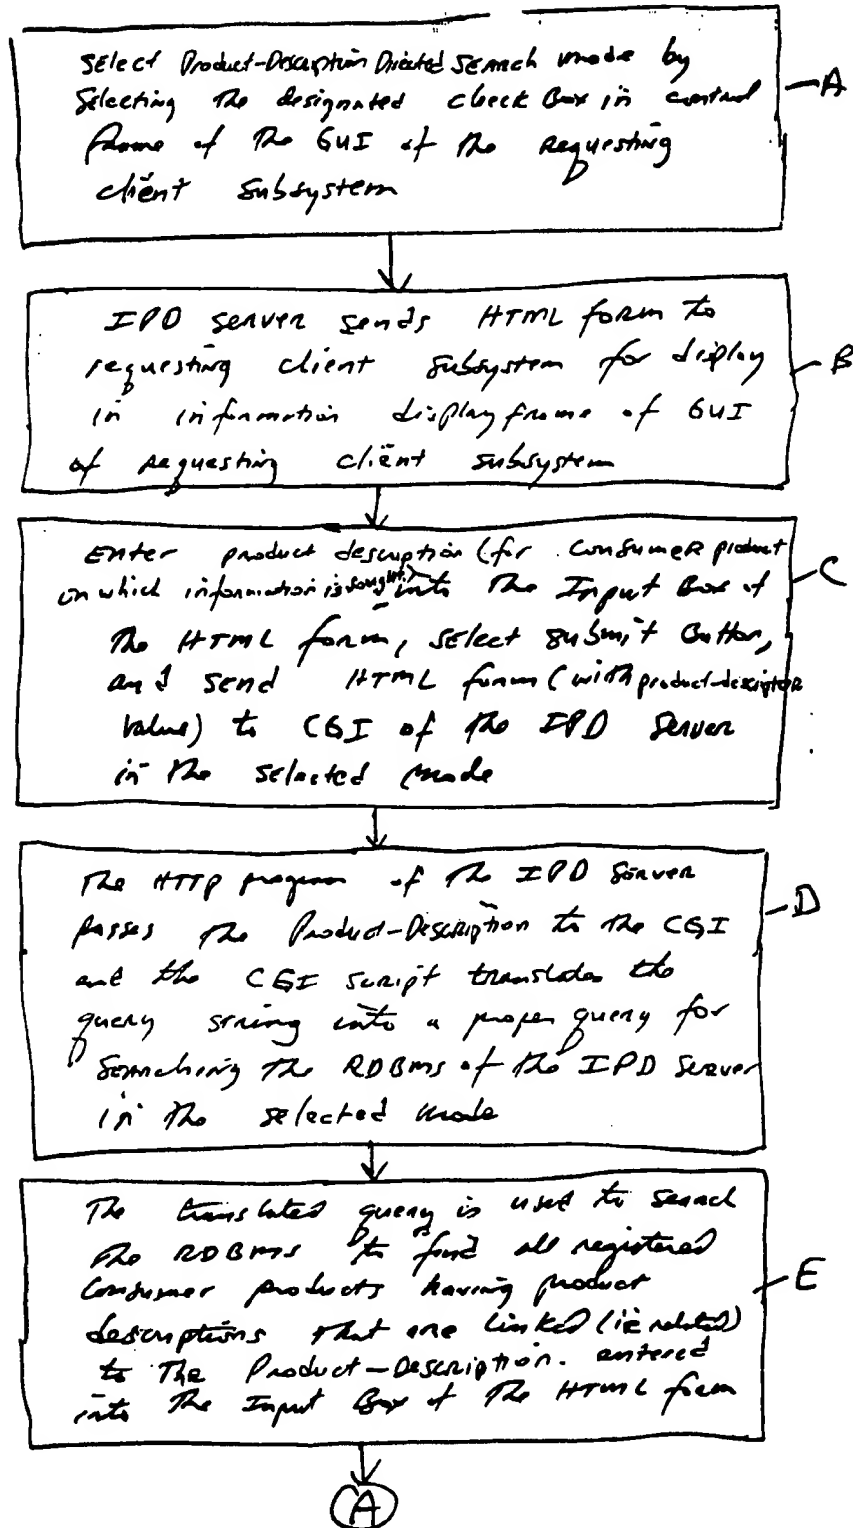 Select Product-Description Directed Search mode by
Selecting The designated check Box in control
frame of The GUI of The requesting
client subsystem
A
IPD server sends HTML form to
requesting client subsystem for display
in information display frame of GUI
of requesting client subsystem
B
Enter product description (for consumer product
on which information is sought) into The Input Box of
The HTML form, select submit Button,
and send HTML form (with product-descriptor
value) to CGI of The IPD Server
in The selected mode
C
The HTTP program of The IPD Server
passes The Product-Description to the CGI
and the CGI script translates the
query string into a proper query for
Searching The RDBMS of the IPD Server
in The selected mode
D
The translated query is used to search
The RDBMS to find all registered
Consumer products having product
descriptions that are linked (ie related)
to The Product-Description entered
into The Input Box of The HTML form
E
A